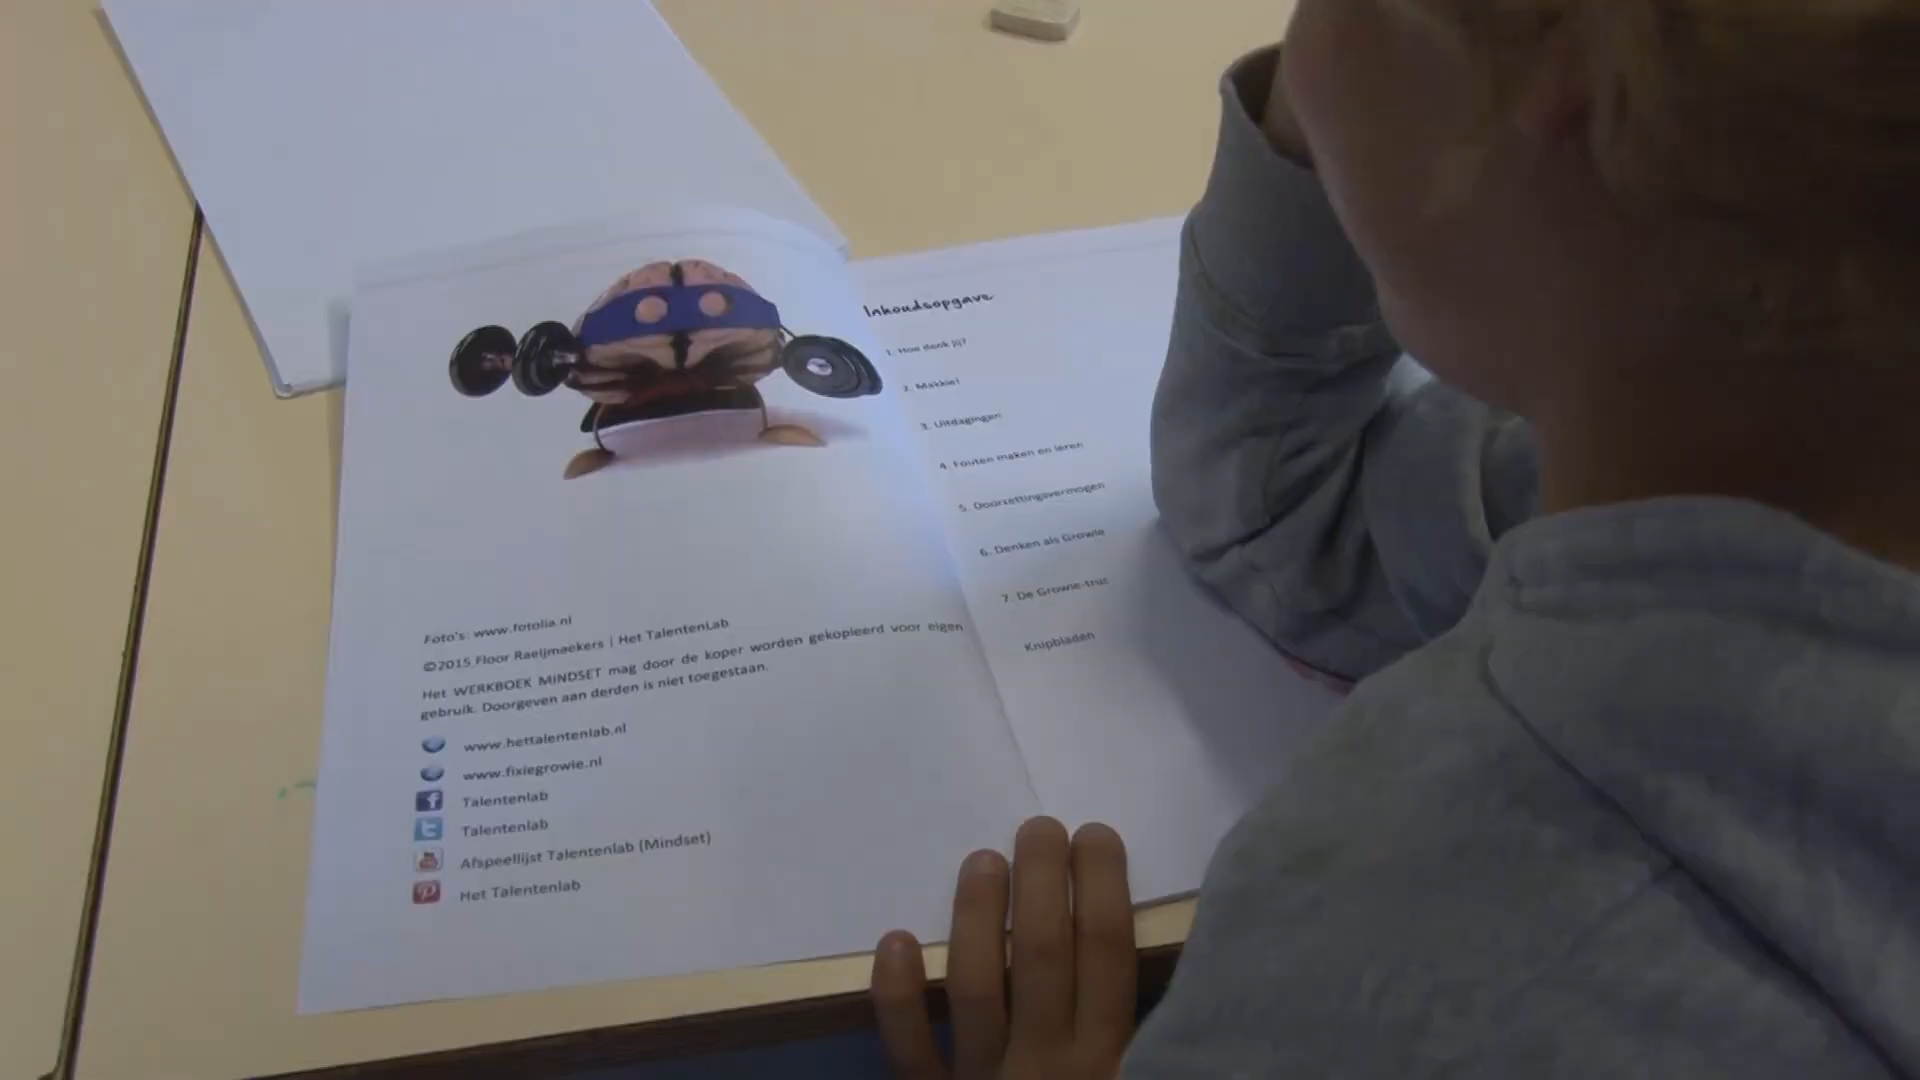 Foto's: www.fotolia.nl
©2015 Floor Raeijmaekers | Het TalentenLab
Het WERKBOEK MINDSET mag door de koper worden gekopieerd voor eigen
gebruik. Doorgeven aan derden is niet toegestaan.
www.hettalentenlab.nl
www.fixiegrowie.nl
Talentenlab
Talentenlab
Afspeellijst Talentenlab (Mindset)
Het Talentenlab
Inhoudsopgave
1. Hoe denk jij?
2. Makkie!
3. Uitdagingen
4. Fouten maken en leren
5. Doorzettingsvermogen
6. Denken als Growie
7. De Growie-trui
Knipbladen